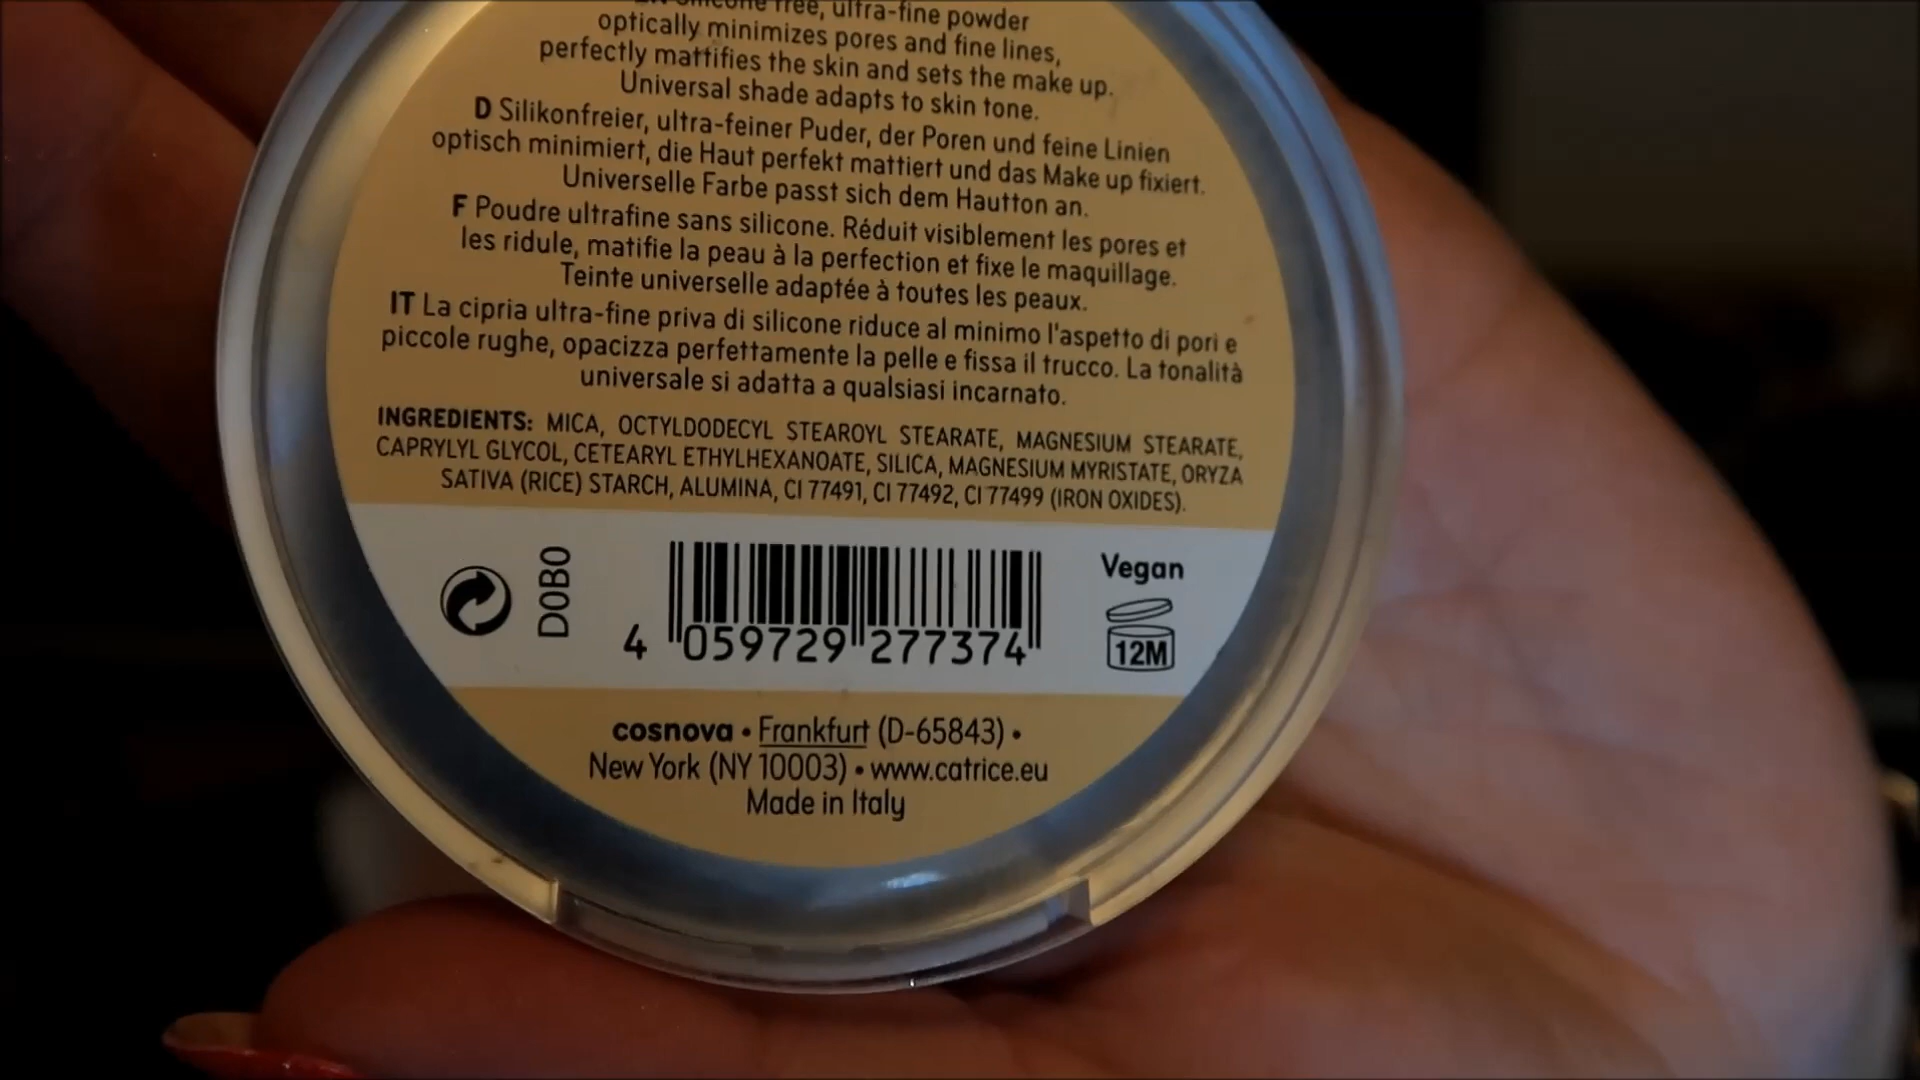 free, ultra-fine powder
optically minimizes pores and fine lines,
perfectly mattifies the skin and sets the make up.
Universal shade adapts to skin tone.
D Silikonfreier, ultra-feiner Puder, der Poren und feine Linien
optisch minimiert, die Haut perfekt mattiert und das Make up fixiert.
Universelle Farbe passt sich dem Hautton an.
F Poudre ultrafine sans silicone. Réduit visiblement les pores et
les ridule, matifie la peau à la perfection et fixe le maquillage.
Teinte universelle adaptée à toutes les peaux.
IT La cipria ultra-fine priva di silicone riduce al minimo l'aspetto di pori e
piccole rughe, opacizza perfettamente la pelle e fissa il trucco. La tonalità
universale si adatta a qualsiasi incarnato.
INGREDIENTS: MICA, OCTYLDODECYL STEAROYL STEARATE, MAGNESIUM STEARATE,
CAPRYLYL GLYCOL, CETEARYL ETHYLHEXANOATE, SILICA, MAGNESIUM MYRISTATE, ORYZA
SATIVA (RICE) STARCH, ALUMINA, CI 77491, CI 77492, CI 77499 (IRON OXIDES).
D0B0
4 059729 277374
Vegan
12M
cosnova • Frankfurt (D-65843) •
New York (NY 10003) • www.catrice.eu
Made in Italy